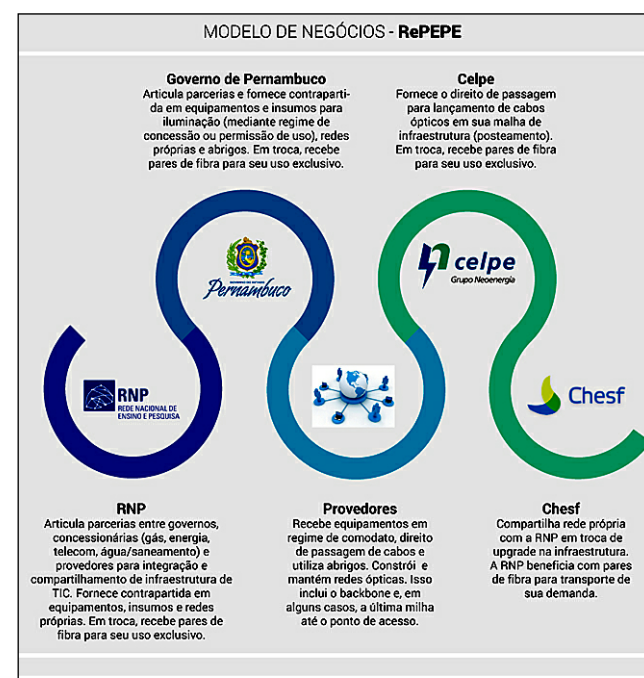 MODELO DE NEGÓCIOS - RePEPE
Governo de Pernambuco
Articula parcerias e fornece contraparti-
da em equipamentos e insumos para
iluminação (mediante regime de
concessão ou permissão de uso), redes
próprias e abrigos. Em troca, recebe
pares de fibra para seu uso exclusivo.
Celpe
Fornece o direito de passagem
para lançamento de cabos
ópticos em sua malha de
infraestrutura (posteamento).
Em troca, recebe pares de fibra
para seu uso exclusivo.
GOVERNO DO ESTADO
Pernambuco
celpe
Grupo Neoenergia
RNP
REDE NACIONAL DE
ENSINO E PESQUISA
Chesf
RNP
Articula parcerias entre governos,
concessionárias (gás, energia,
telecom, água/saneamento) e
provedores para integração e
compartilhamento de infraestrutura de
TIC. Fornece contrapartida em
equipamentos, insumos e redes
próprias. Em troca, recebe pares de
fibra para seu uso exclusivo.
Provedores
Recebe equipamentos em
regime de comodato, direito
de passagem de cabos e
utiliza abrigos. Constrói e
mantém redes ópticas. Isso
inclui o backbone e, em
alguns casos, a última milha
até o ponto de acesso.
Chesf
Compartilha rede própria
com a RNP em troca de
upgrade na infraestrutura.
A RNP beneficia com pares
de fibra para transporte de
sua demanda.